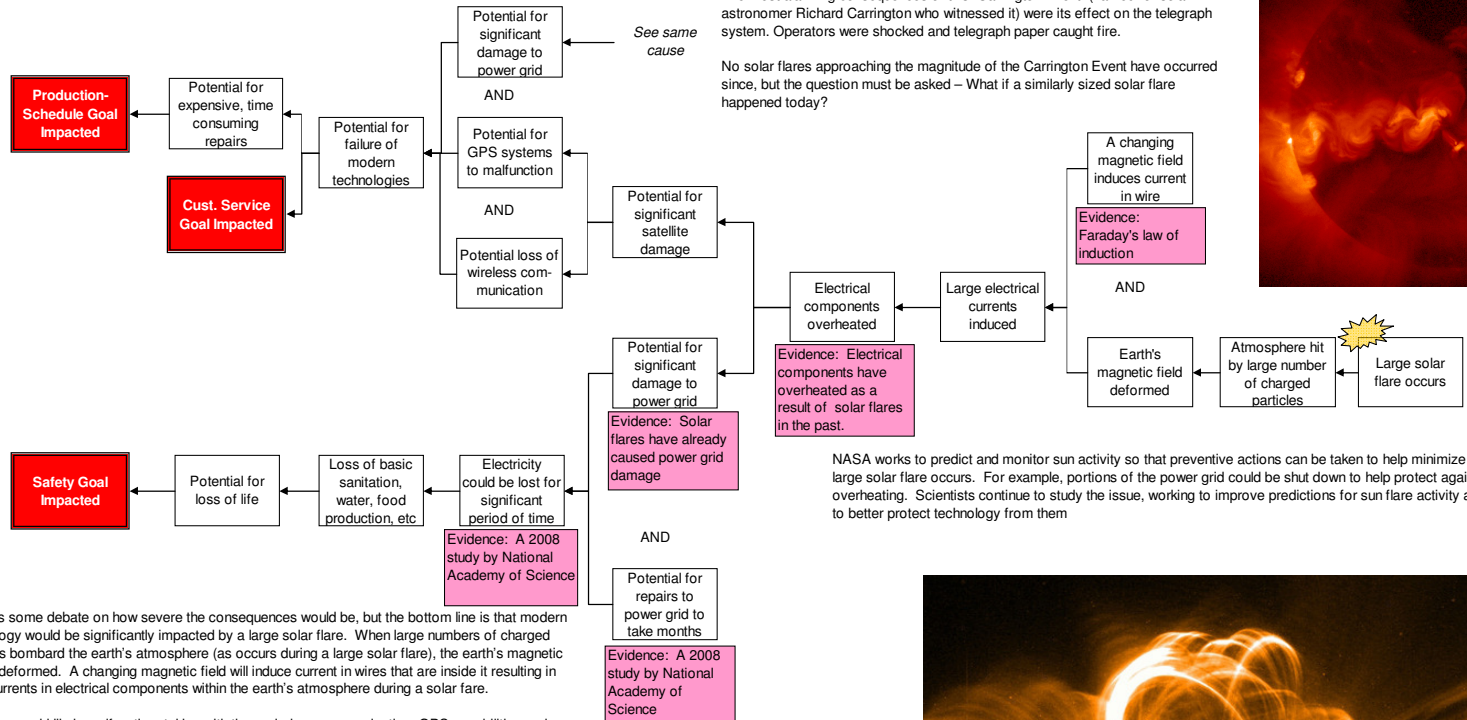 Potential for
significant
damage to
power grid
See same
cause
astronomer Richard Carrington who witnessed it) were its effect on the telegraph
system. Operators were shocked and telegraph paper caught fire.
No solar flares approaching the magnitude of the Carrington Event have occurred
since, but the question must be asked – What if a similarly sized solar flare
happened today?
Production-
Schedule Goal
Impacted
Potential for
expensive, time
consuming
repairs
AND
Potential for
failure of
modern
technologies
Potential for
GPS systems
to malfunction
Cust. Service
Goal Impacted
AND
Potential loss of
wireless com-
munication
Potential for
significant
satellite
damage
A changing
magnetic field
induces current
in wire
Evidence:
Faraday's law of
induction
AND
Electrical
components
overheated
Large electrical
currents
induced
Evidence: Electrical
components have
overheated as a
result of solar flares
in the past.
Earth's
magnetic field
deformed
Atmosphere hit
by large number
of charged
particles
Large solar
flare occurs
Potential for
significant
damage to
power grid
Evidence: Solar
flares have already
caused power grid
damage
Safety Goal
Impacted
Potential for
loss of life
Loss of basic
sanitation,
water, food
production, etc
Electricity
could be lost for
significant
period of time
Evidence: A 2008
study by National
Academy of Science
AND
Potential for
repairs to
power grid to
take months
Evidence: A 2008
study by National
Academy of
Science
NASA works to predict and monitor sun activity so that preventive actions can be taken to help minimize
large solar flare occurs. For example, portions of the power grid could be shut down to help protect agai
overheating. Scientists continue to study the issue, working to improve predictions for sun flare activity a
to better protect technology from them
s some debate on how severe the consequences would be, but the bottom line is that modern
ogy would be significantly impacted by a large solar flare. When large numbers of charged
s bombard the earth's atmosphere (as occurs during a large solar flare), the earth's magnetic
deformed. A changing magnetic field will induce current in wires that are inside it resulting in
urrents in electrical components within the earth's atmosphere during a solar fare.